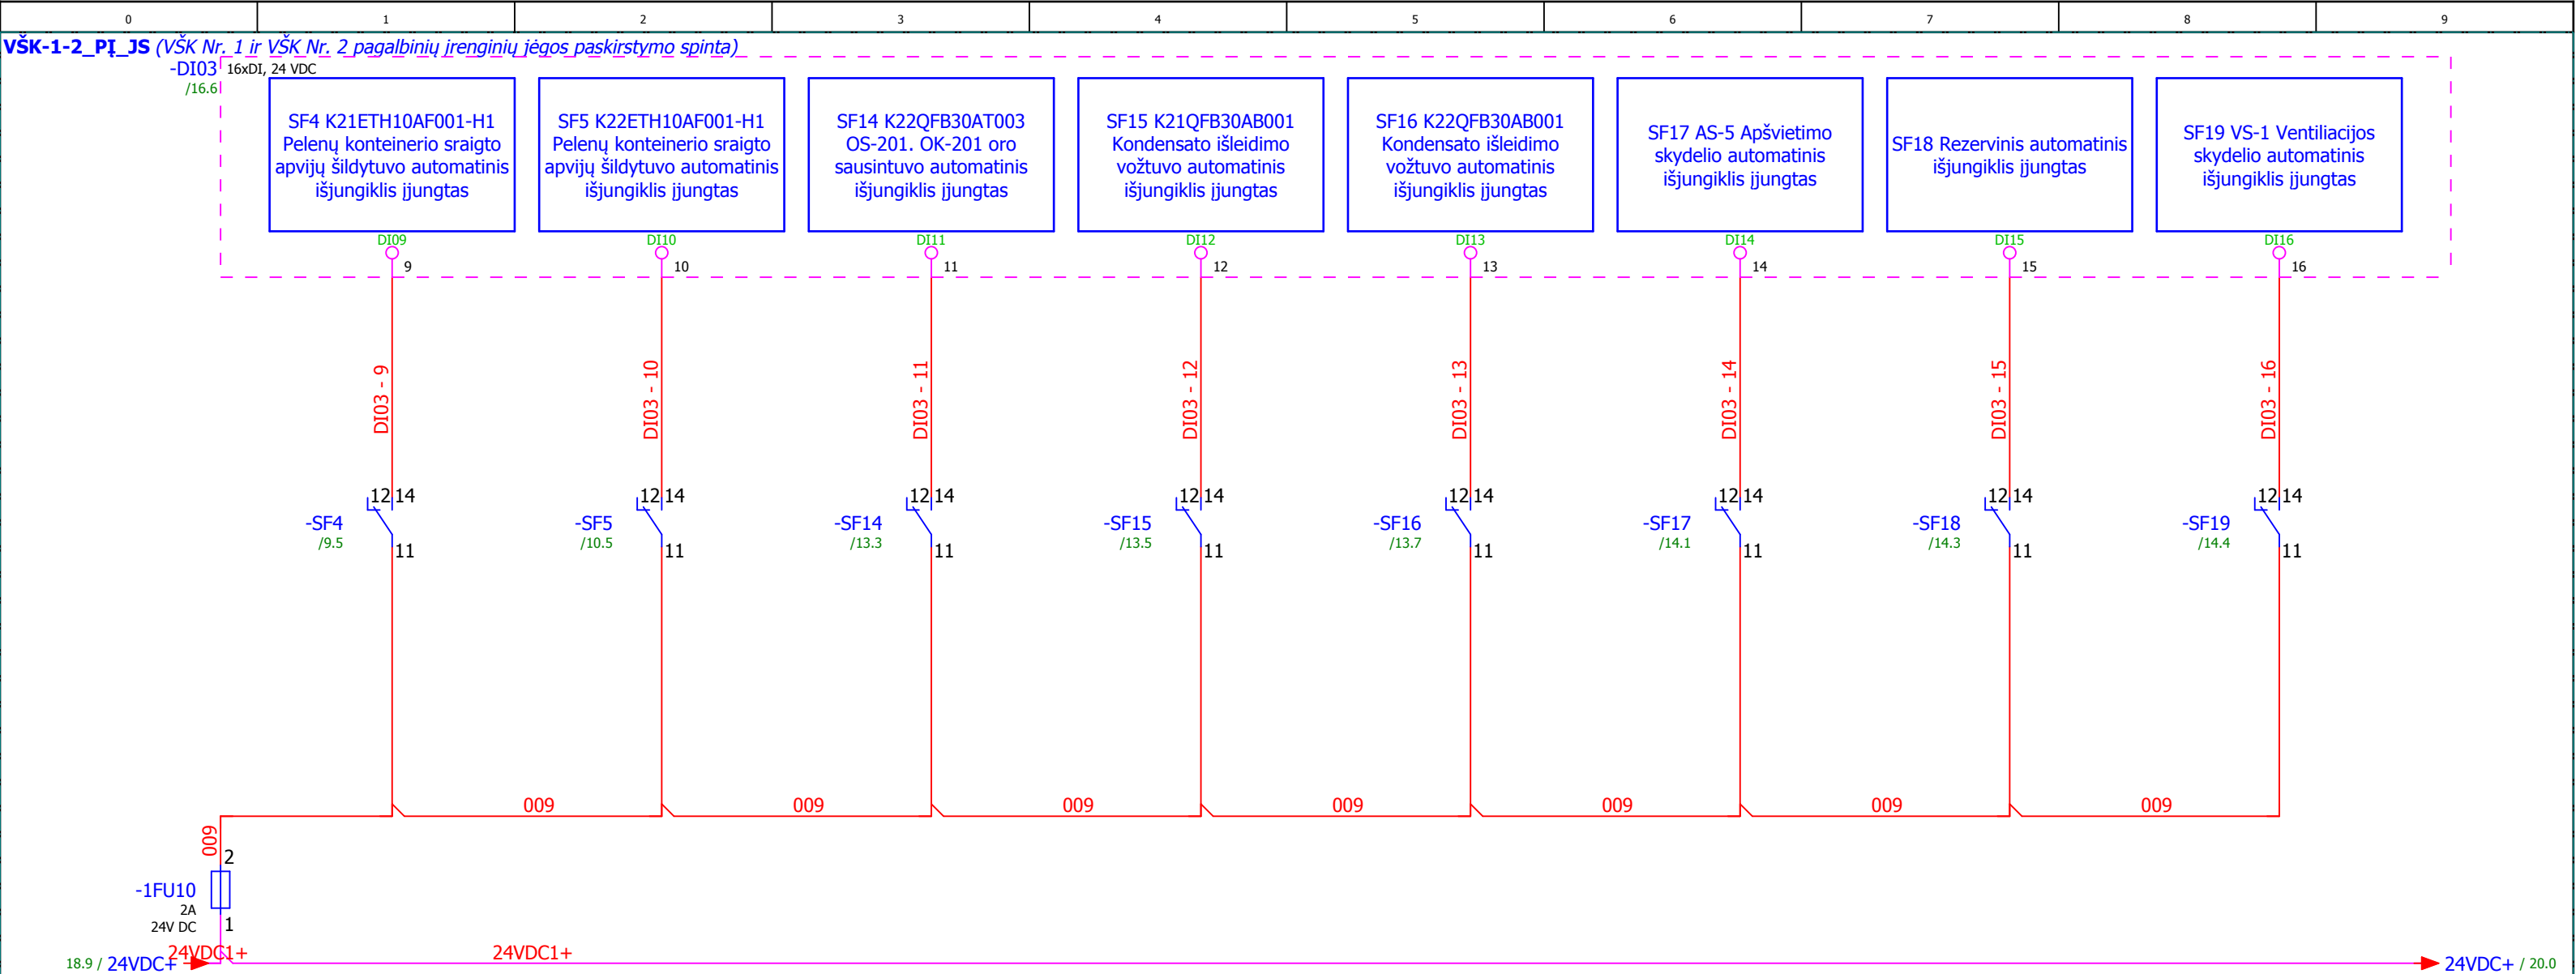 0 1 2 3 4 5 6 7 8 9
VŠK-1-2_PĮ_JS (VŠK Nr. 1 ir VŠK Nr. 2 pagalbinių įrenginių jėgos paskirstymo spinta)
-DI03 16xDI, 24 VDC
/16.6
SF4 K21ETH10AF001-H1
Pelenų konteinerio sraigto
apvijų šildytuvo automatinis
išjungiklis įjungtas
SF5 K22ETH10AF001-H1
Pelenų konteinerio sraigto
apvijų šildytuvo automatinis
išjungiklis įjungtas
SF14 K22QFB30AT003
OS-201. OK-201 oro
sausintuvo automatinis
išjungiklis įjungtas
SF15 K21QFB30AB001
Kondensato išleidimo
vožtuvo automatinis
išjungiklis įjungtas
SF16 K22QFB30AB001
Kondensato išleidimo
vožtuvo automatinis
išjungiklis įjungtas
SF17 AS-5 Apšvietimo
skydelio automatinis
išjungiklis įjungtas
SF18 Rezervinis automatinis
išjungiklis įjungtas
SF19 VS-1 Ventiliacijos
skydelio automatinis
išjungiklis įjungtas
DI09 DI10 DI11 DI12 DI13 DI14 DI15 DI16
9 10 11 12 13 14 15 16
DI03 - 9
DI03 - 10
DI03 - 11
DI03 - 12
DI03 - 13
DI03 - 14
DI03 - 15
DI03 - 16
12 14 12 14 12 14 12 14 12 14 12 14 12 14 12 14
-SF4 -SF5 -SF14 -SF15 -SF16 -SF17 -SF18 -SF19
/9.5 /10.5 /13.3 /13.5 /13.7 /14.1 /14.3 /14.4
11 11 11 11 11 11 11 11
009 009 009 009 009 009 009
009
2
-1FU10
2A
24V DC
1
24VDC1+ 24VDC1+
18.9 / 24VDC+ 24VDC+ / 20.0